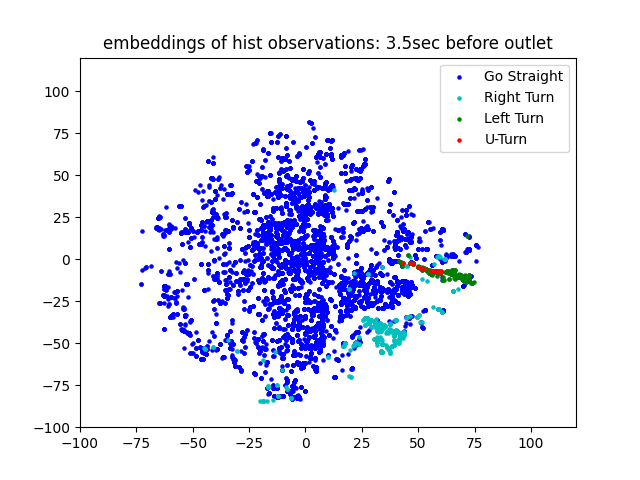 embeddings of hist observations: 3.5sec before outlet
Go Straight
Right Turn
Left Turn
U-Turn
100
75
50
25
0
−25
−50
−75
−100
−100 −75 −50 −25 0 25 50 75 100